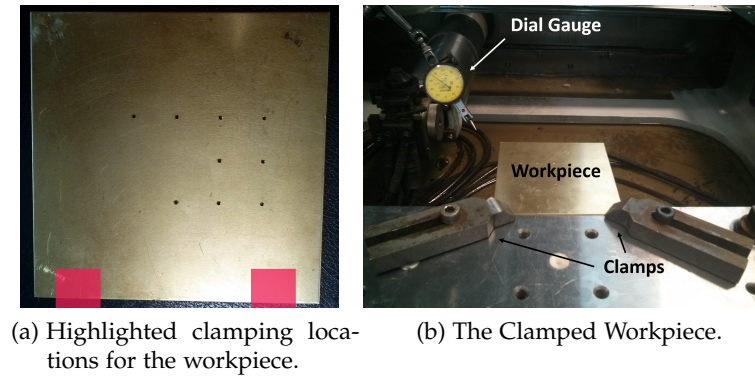 Dial Gauge
Workpiece
Clamps
(a) Highlighted clamping loca-
tions for the workpiece.
(b) The Clamped Workpiece.